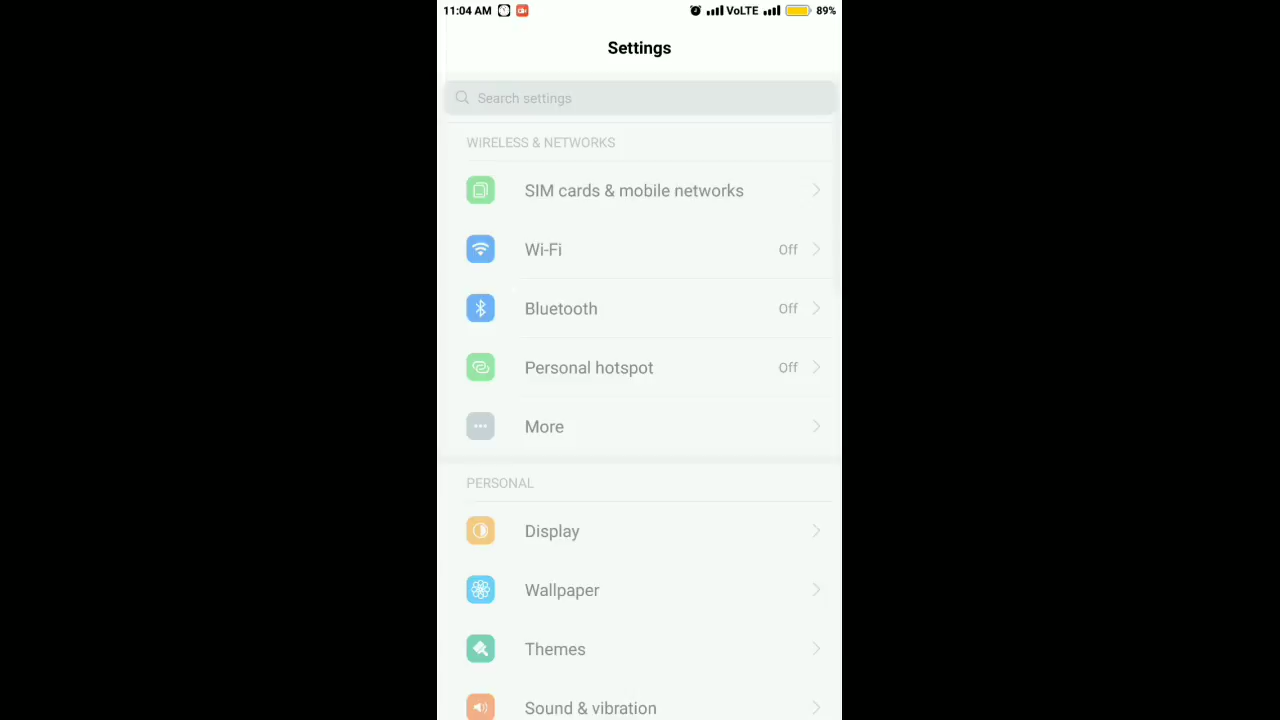 11:04 AM VoLTE 89%
Settings
Search settings
WIRELESS & NETWORKS
SIM cards & mobile networks
Wi-Fi Off
Bluetooth Off
Personal hotspot Off
More
PERSONAL
Display
Wallpaper
Themes
Sound & vibration